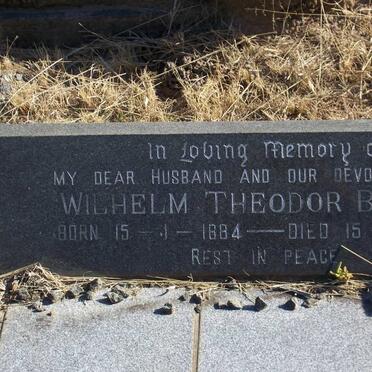 In Loving Memory o
MY DEAR HUSBAND AND OUR DEVO
WILHELM THEODOR B
BORN 15 - 1 - 1884 — DIED 15
REST IN PEACE